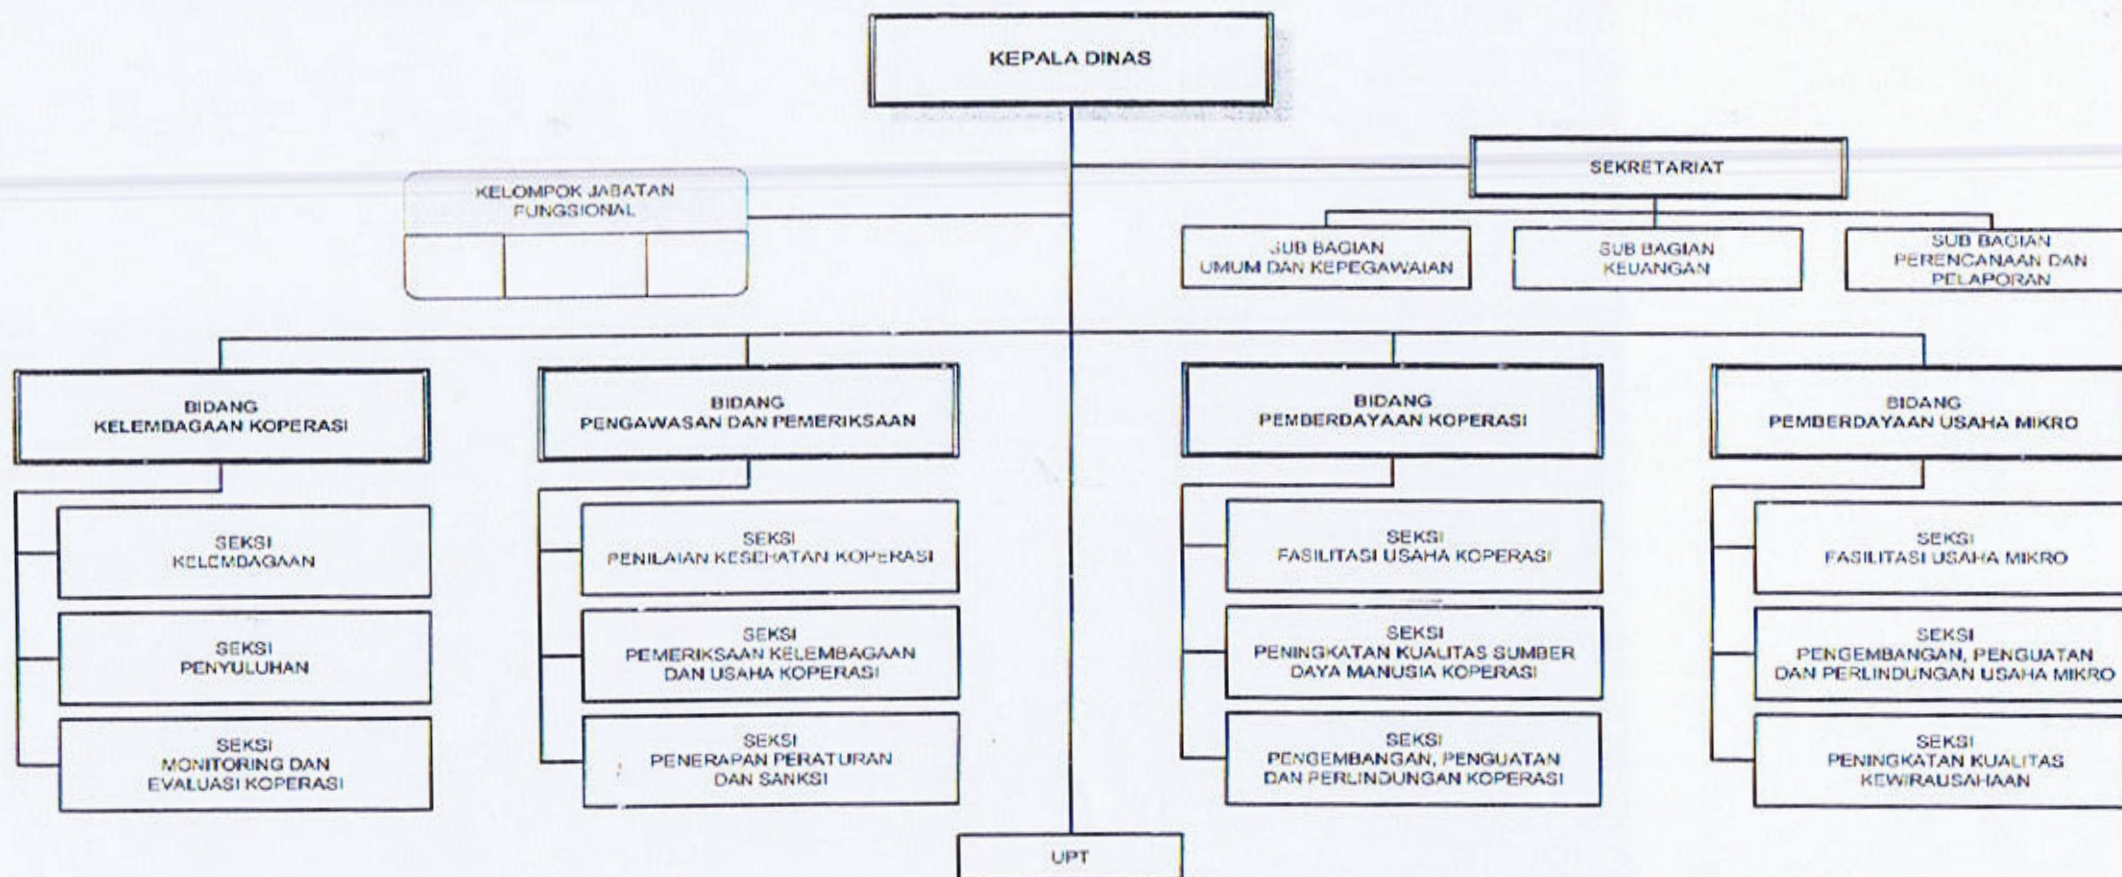 KEPALA DINAS
SEKRETARIAT
KELOMPOK JABATAN
FUNGSIONAL
SUB BAGIAN
UMUM DAN KEPEGAWAIAN
SUB BAGIAN
KEUANGAN
SUB BAGIAN
PERENCANAAN DAN
PELAPORAN
BIDANG
KELEMBAGAAN KOPERASI
BIDANG
PENGAWASAN DAN PEMERIKSAAN
BIDANG
PEMBERDAYAAN KOPERASI
BIDANG
PEMBERDAYAAN USAHA MIKRO
SEKSI
KELEMBAGAAN
SEKSI
PENYULUHAN
SEKSI
MONITORING DAN
EVALUASI KOPERASI
SEKSI
PENILAIAN KESEHATAN KOPERASI
SEKSI
PEMERIKSAAN KELEMBAGAAN
DAN USAHA KOPERASI
SEKSI
PENERAPAN PERATURAN
DAN SANKSI
SEKSI
FASILITASI USAHA KOPERASI
SEKSI
PENINGKATAN KUALITAS SUMBER
DAYA MANUSIA KOPERASI
SEKSI
PENGEMBANGAN, PENGUATAN
DAN PERLINDUNGAN KOPERASI
SEKSI
FASILITASI USAHA MIKRO
SEKSI
PENGEMBANGAN, PENGUATAN
DAN PERLINDUNGAN USAHA MIKRO
SEKSI
PENINGKATAN KUALITAS
KEWIRAUSAHAAN
UPT